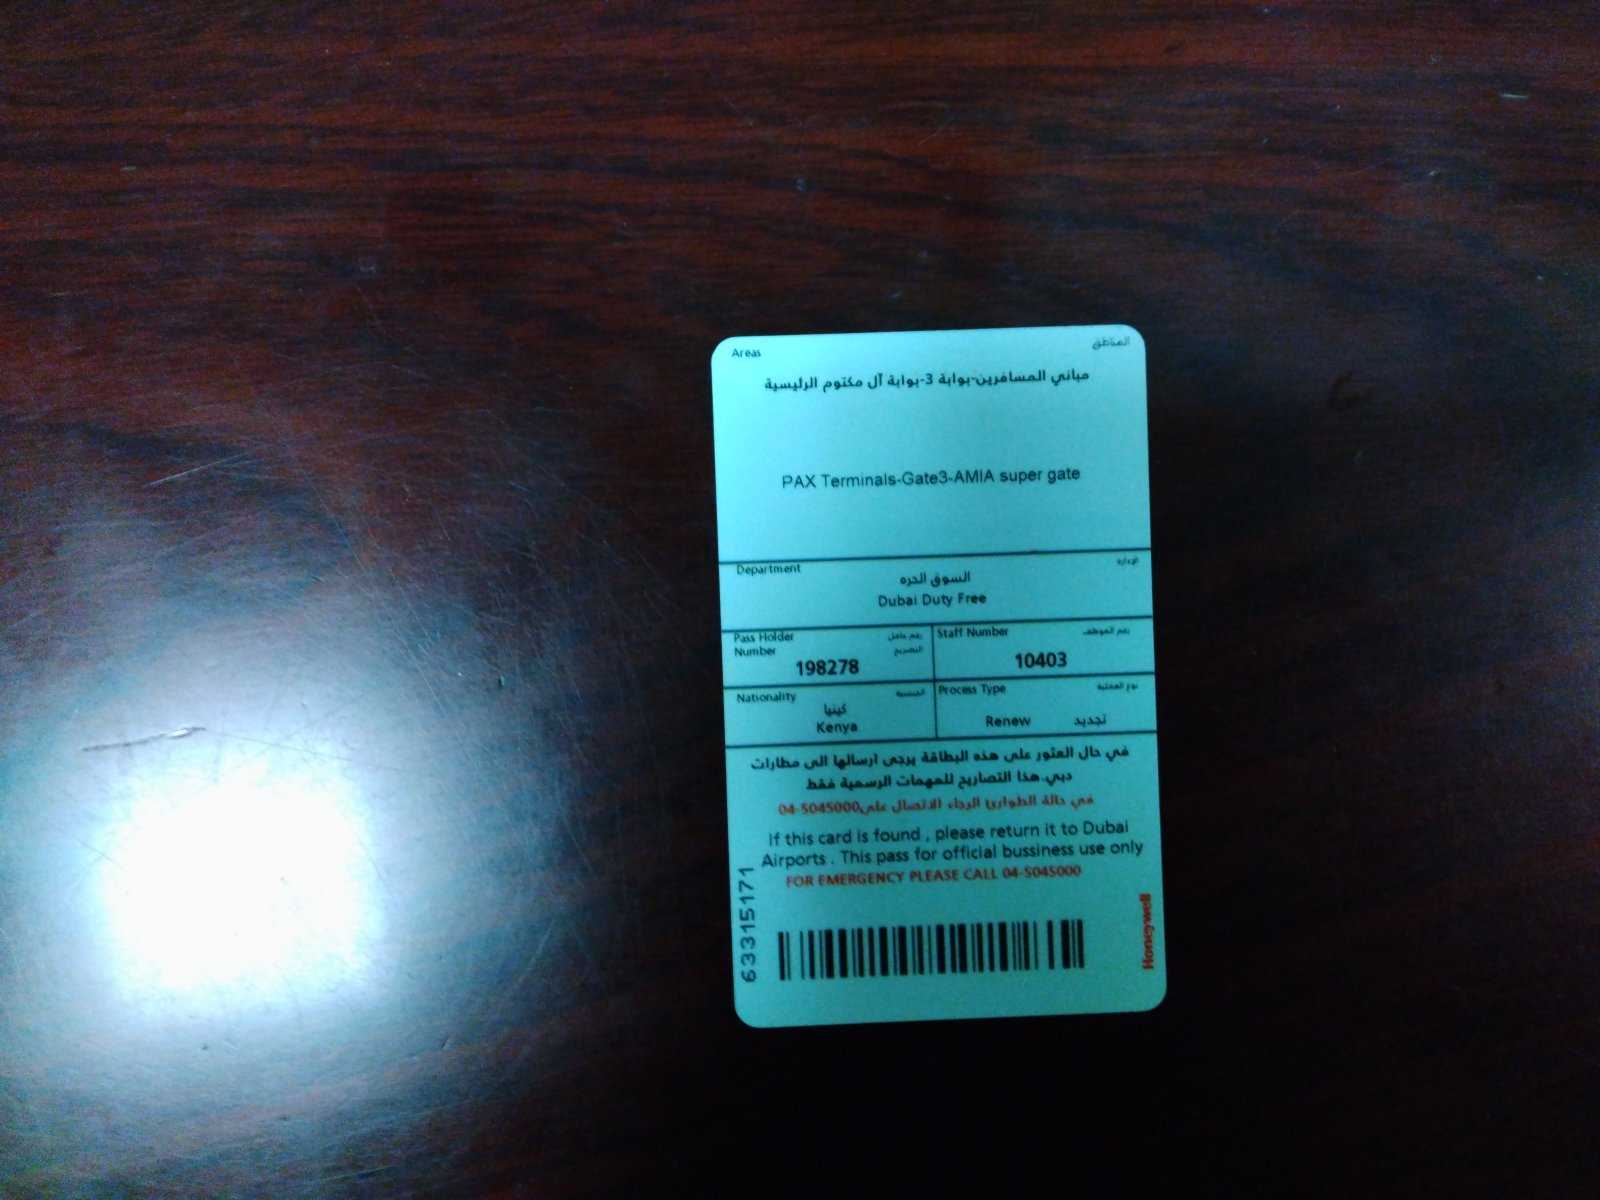 Areas المناطق
مباني المسافرين-بوابة 3-بوابة آل مكتوم الرئيسية
PAX Terminals-Gate3-AMIA super gate
Department الإدارة
السوق الحره
Dubai Duty Free
Pass Holder Number رقم حامل التصريح
198278
Staff Number رقم الموظف
10403
Nationality الجنسية
كينيا
Kenya
Process Type نوع العملية
Renew تجديد
في حال العثور على هذه البطاقة يرجى ارسالها الى مطارات
دبي.هذا التصاريح للمهمات الرسمية فقط
في حالة الطوارئ الرجاء الاتصال على04-5045000
If this card is found , please return it to Dubai
Airports . This pass for official bussiness use only
FOR EMERGENCY PLEASE CALL 04-5045000
63315171
Honeywell